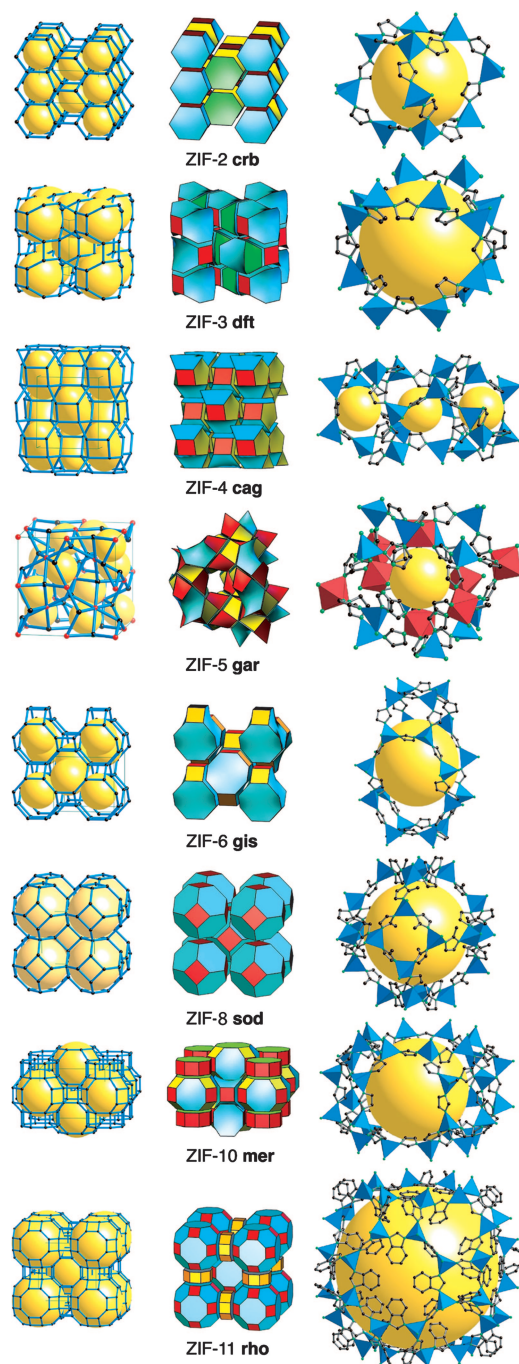 ZIF-2 crb
ZIF-3 dft
ZIF-4 cag
ZIF-5 gar
ZIF-6 gis
ZIF-8 sod
ZIF-10 mer
ZIF-11 rho